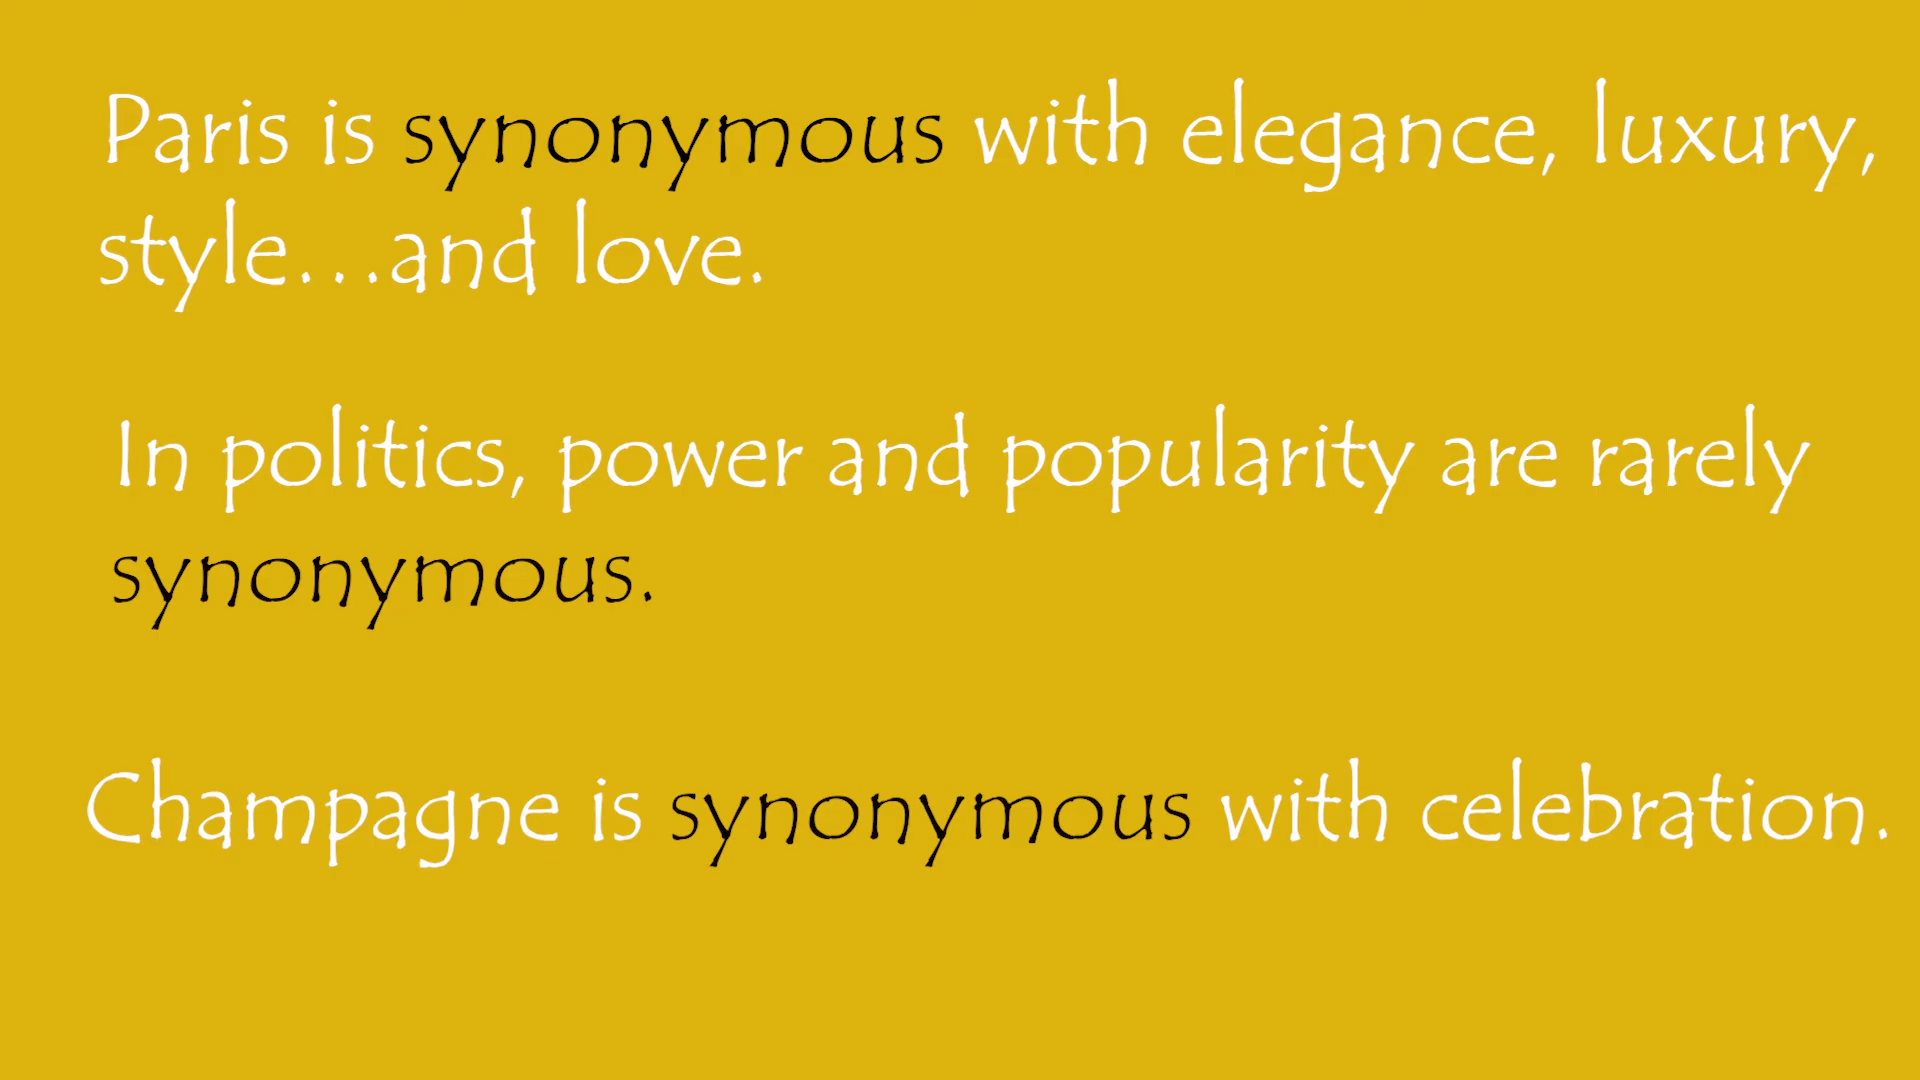 Paris is synonymous with elegance, luxury,
style...and love.
In politics, power and popularity are rarely
synonymous.
Champagne is synonymous with celebration.